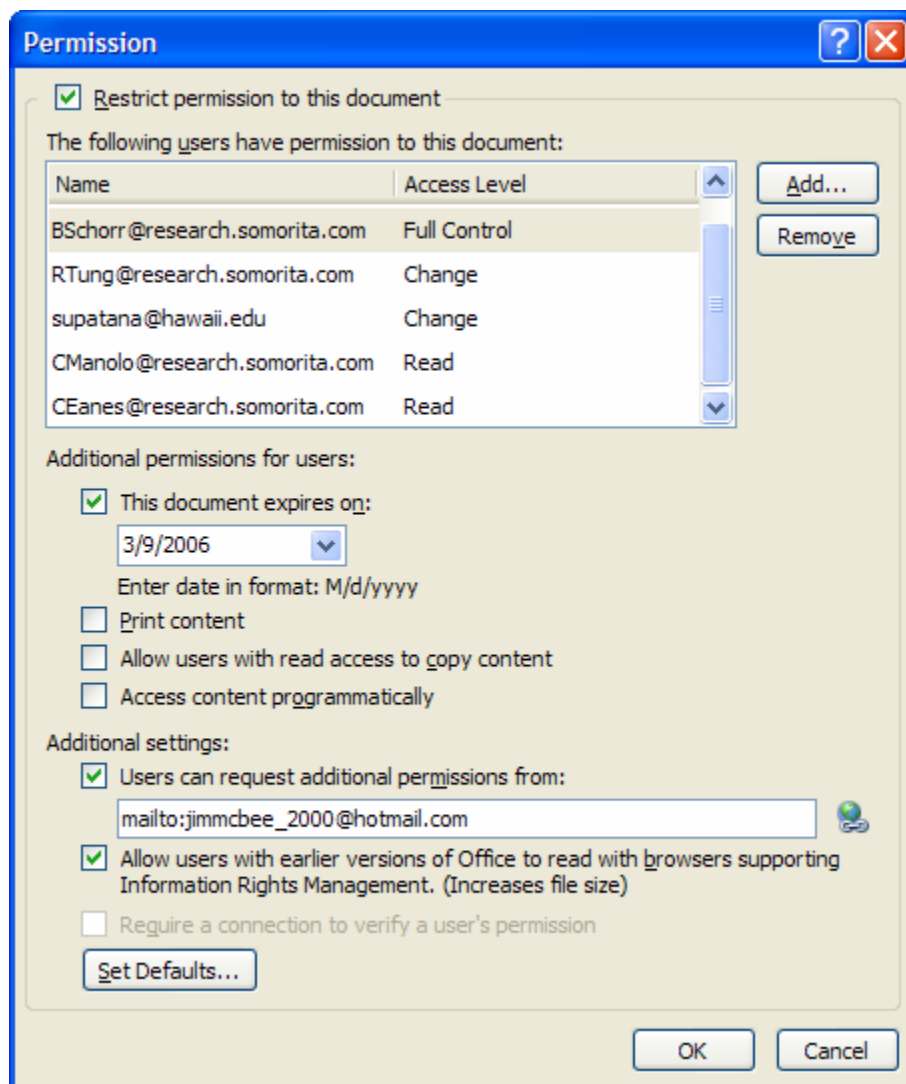 Permission
Restrict permission to this document
The following users have permission to this document:
Name Access Level
Add...
BSchorr@research.somorita.com Full Control
Remove
RTung@research.somorita.com Change
supatana@hawaii.edu Change
CManolo@research.somorita.com Read
CEanes@research.somorita.com Read
Additional permissions for users:
This document expires on:
3/9/2006
Enter date in format: M/d/yyyy
Print content
Allow users with read access to copy content
Access content programmatically
Additional settings:
Users can request additional permissions from:
mailto:jimmcbee_2000@hotmail.com
Allow users with earlier versions of Office to read with browsers supporting
Information Rights Management. (Increases file size)
Require a connection to verify a user's permission
Set Defaults...
OK Cancel